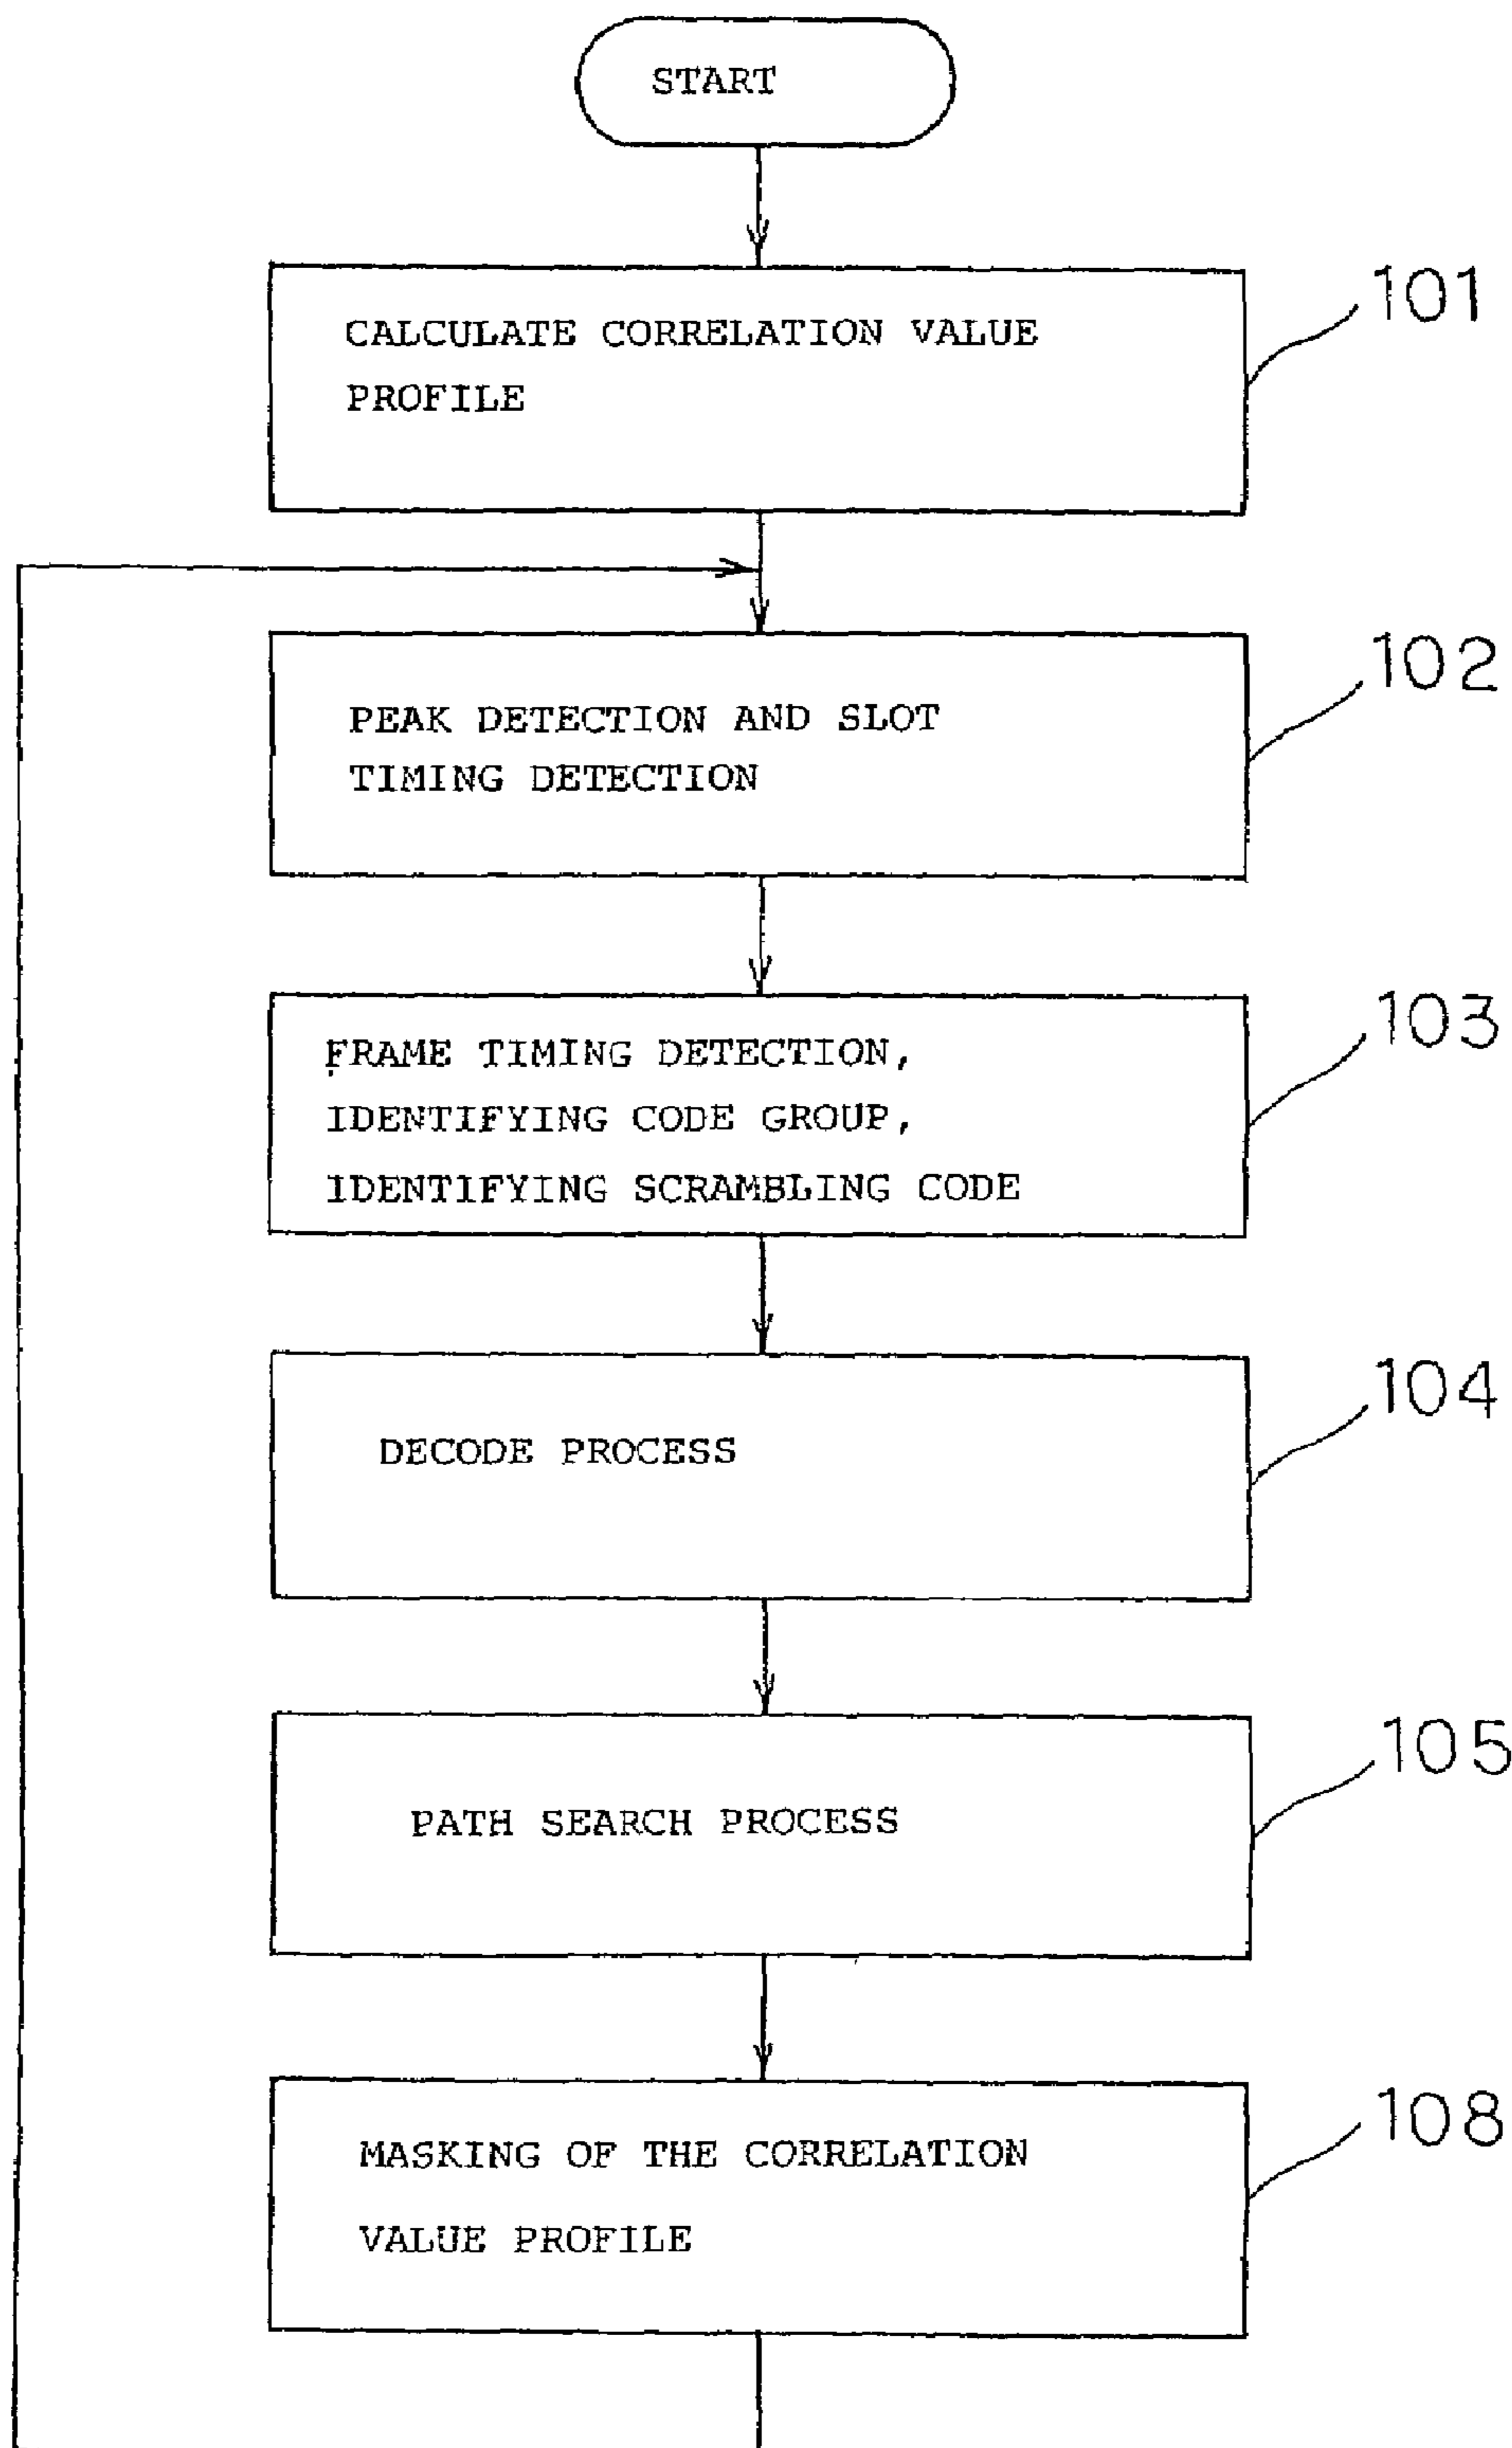 START
CALCULATE CORRELATION VALUE
PROFILE
101
PEAK DETECTION AND SLOT
TIMING DETECTION
102
FRAME TIMING DETECTION,
IDENTIFYING CODE GROUP,
IDENTIFYING SCRAMBLING CODE
103
DECODE PROCESS
104
PATH SEARCH PROCESS
105
MASKING OF THE CORRELATION
VALUE PROFILE
108